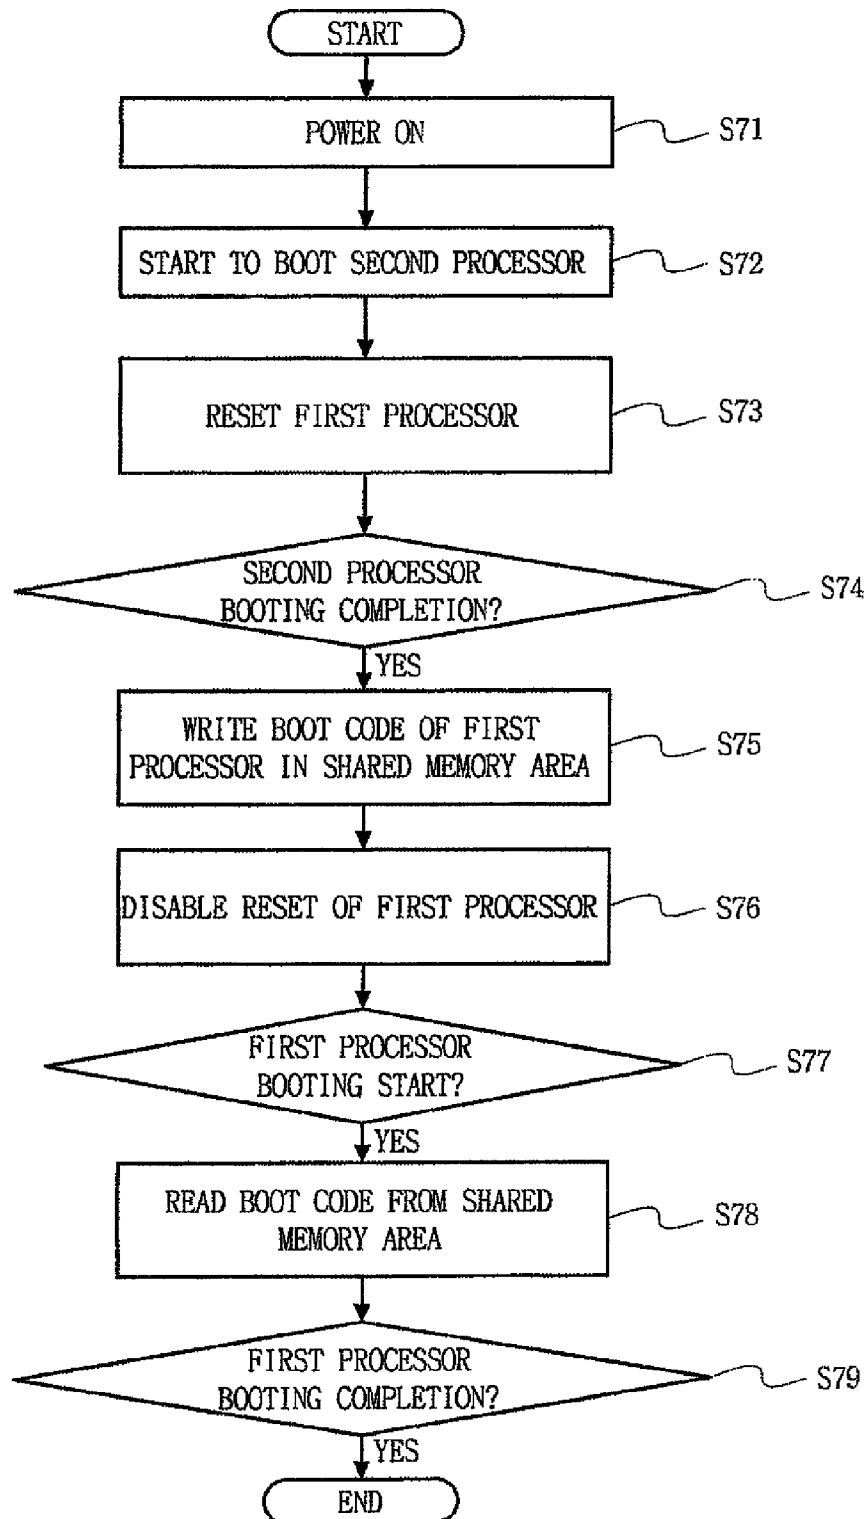 START
POWER ON
S71
START TO BOOT SECOND PROCESSOR
S72
RESET FIRST PROCESSOR
S73
SECOND PROCESSOR
BOOTING COMPLETION?
S74
YES
WRITE BOOT CODE OF FIRST
PROCESSOR IN SHARED MEMORY AREA
S75
DISABLE RESET OF FIRST PROCESSOR
S76
FIRST PROCESSOR
BOOTING START?
S77
YES
READ BOOT CODE FROM SHARED
MEMORY AREA
S78
FIRST PROCESSOR
BOOTING COMPLETION?
S79
YES
END